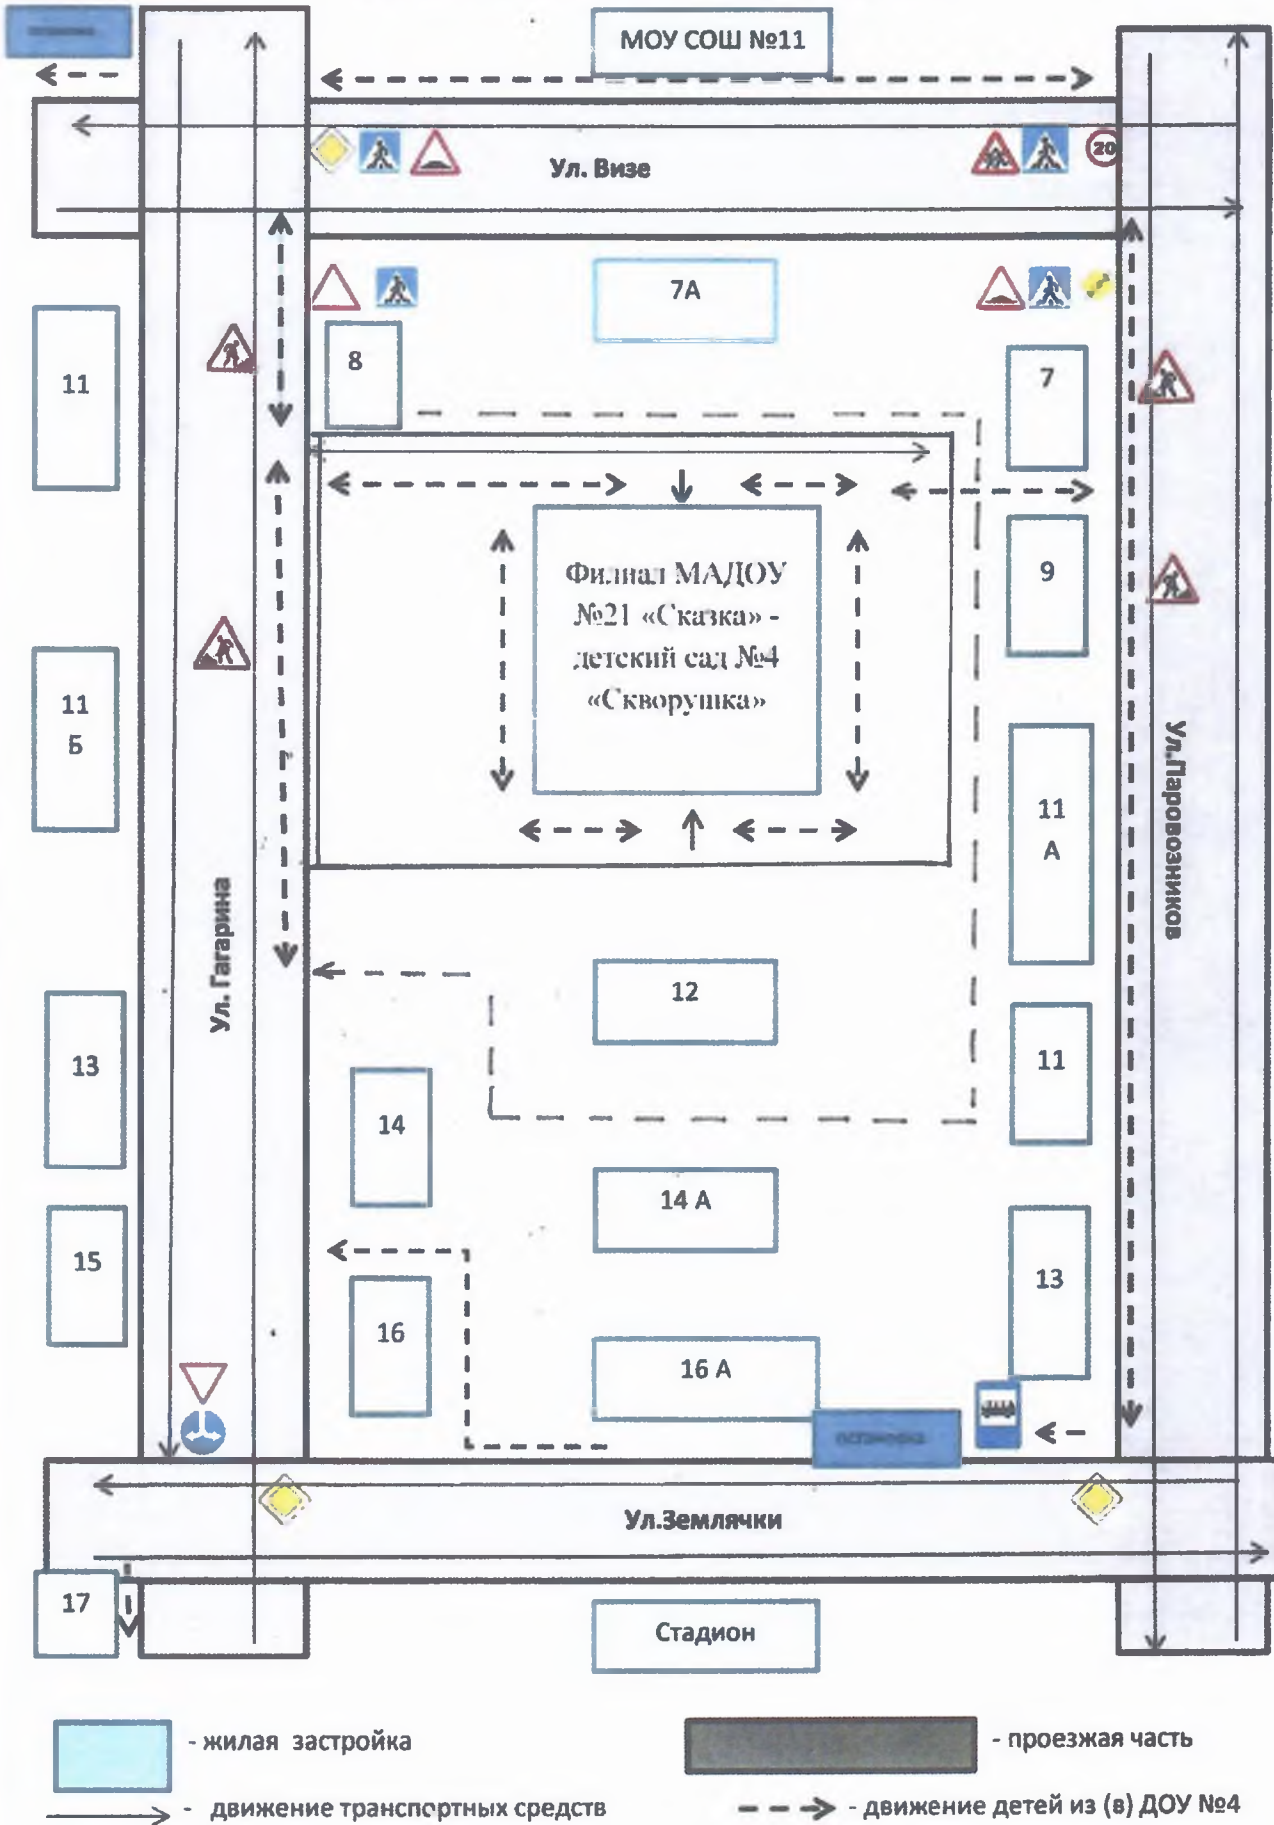 МОУ СОШ №11
Ул. Визе
20
7А
8
7
11
9
Филиал МАДОУ
№21 «Сказка» -
детский сад №4
«Скворушка»
11
Б
11
А
Ул. Гагарина
Ул.Паровозников
12
13
11
14
14 А
15
13
16
16 А
остановка
Ул.Землячки
17
Стадион
- жилая застройка
- проезжая часть
- движение транспортных средств
- движение детей из (в) ДОУ №4